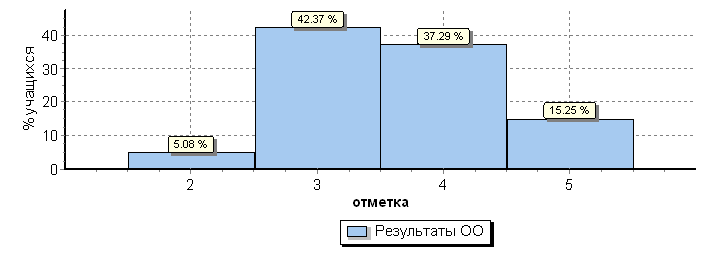 % учащихся
40
30
20
10
0
5.08 %
42.37 %
37.29 %
15.25 %
2 3 4 5
отметка
Результаты ОО